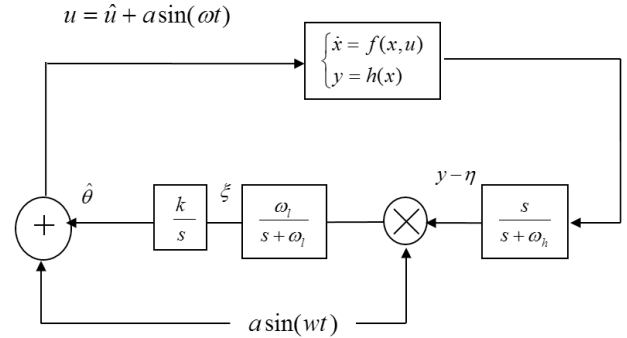 u = û + a sin(ωt)
ẋ = f(x,u)
y = h(x)
θ̂
k/s
ξ
ω_l/(s+ω_l)
y−η
s/(s+ω_h)
+
×
a sin(wt)